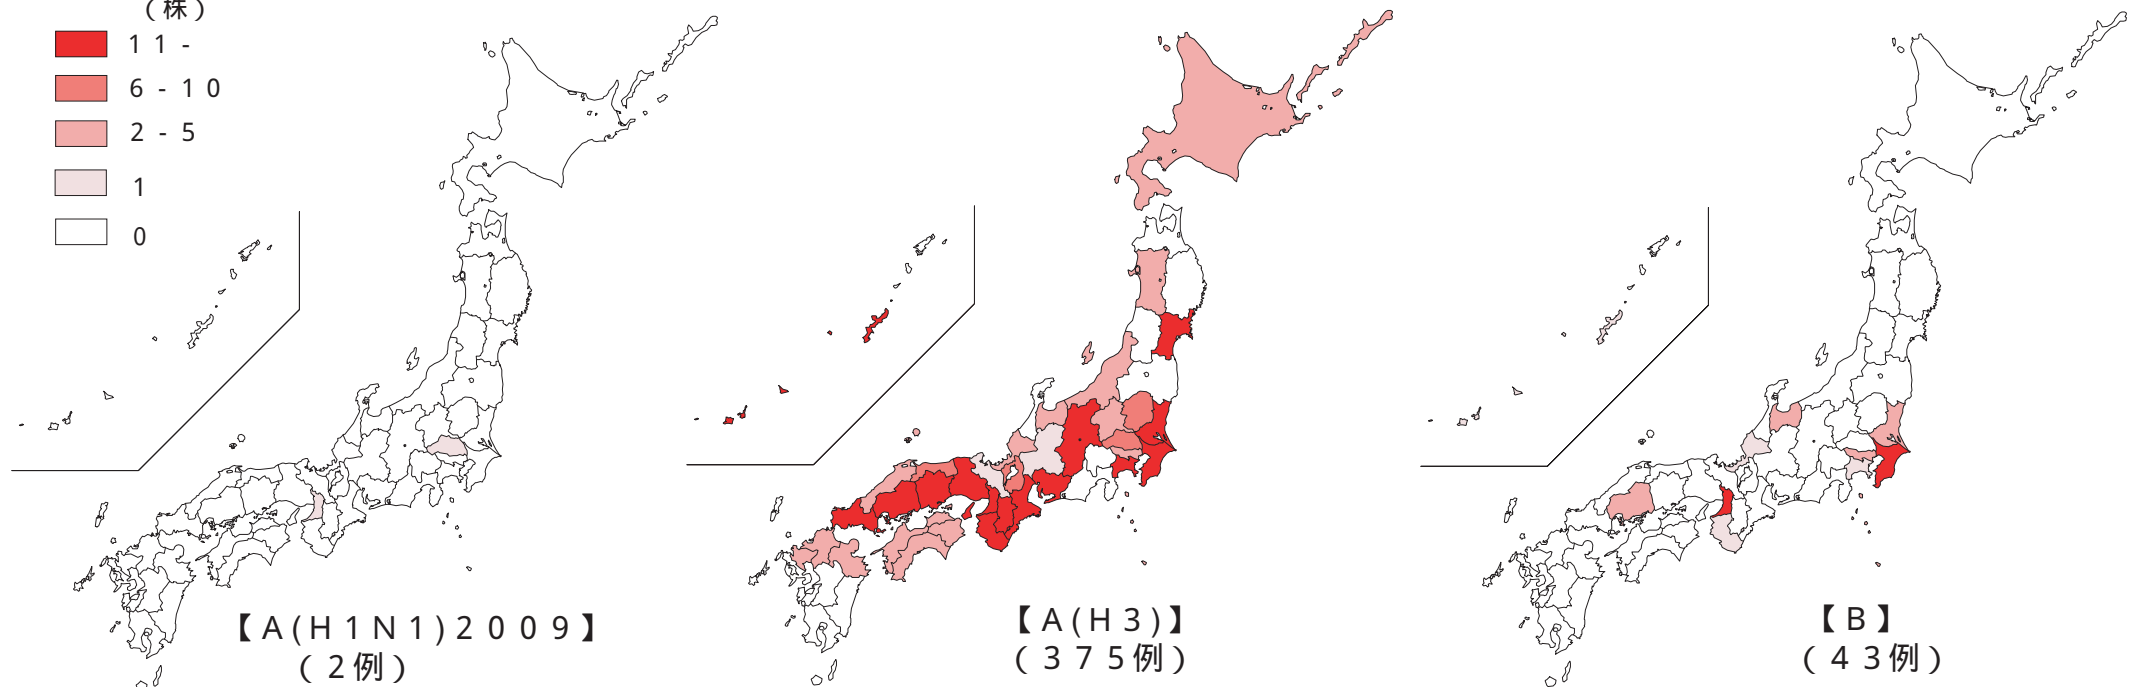 (株)
11-
6-10
2-5
1
0
【A(H1N1)2009】
(2例)
【A(H3)】
(375例)
【B】
(43例)